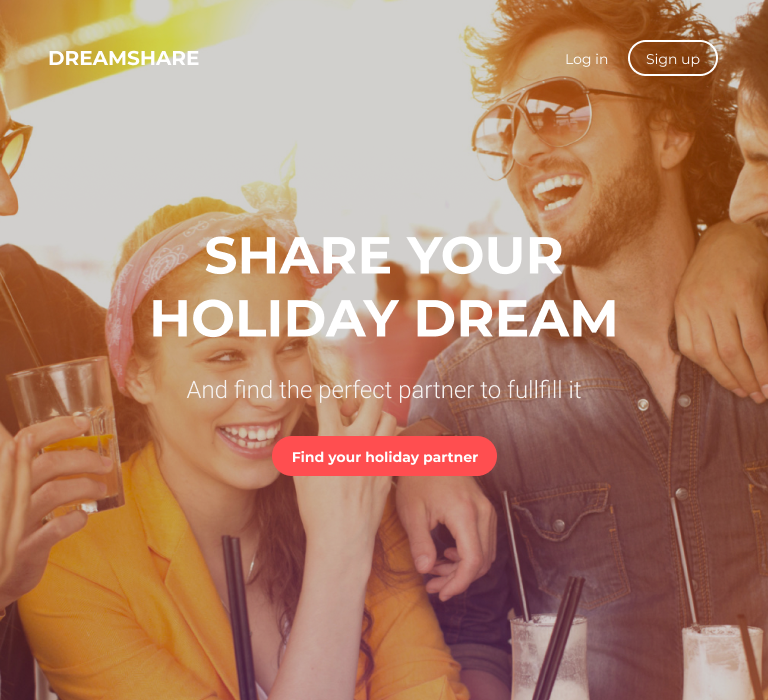 DREAMSHARE
Log in
Sign up
SHARE YOUR
HOLIDAY DREAM
And find the perfect partner to fullfill it
Find your holiday partner